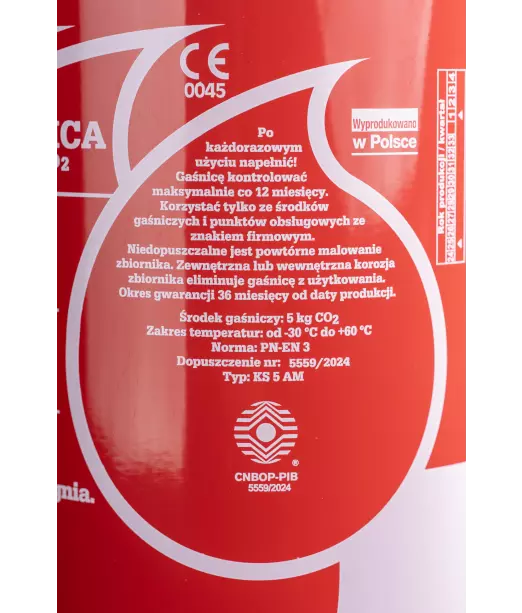 CE
0045
ICA
P2
Wyprodukowano
w Polsce
Rok produkcji / kwartał
1 2 3 4
Po
każdorazowym
użyciu napełnić!
Gaśnicę kontrolować
maksymalnie co 12 miesięcy.
Korzystać tylko ze środków
gaśniczych i punktów obsługowych ze
znakiem firmowym.
Niedopuszczalne jest powtórne malowanie
zbiornika. Zewnętrzna lub wewnętrzna korozja
zbiornika eliminuje gaśnicę z użytkowania.
Okres gwarancji 36 miesięcy od daty produkcji.
Środek gaśniczy: 5 kg CO2
Zakres temperatur: od -30 °C do +60 °C
Norma: PN-EN 3
Dopuszczenie nr: 5559/2024
Typ: KS 5 AM
®
CNBOP-PIB
5559/2024
gnia.